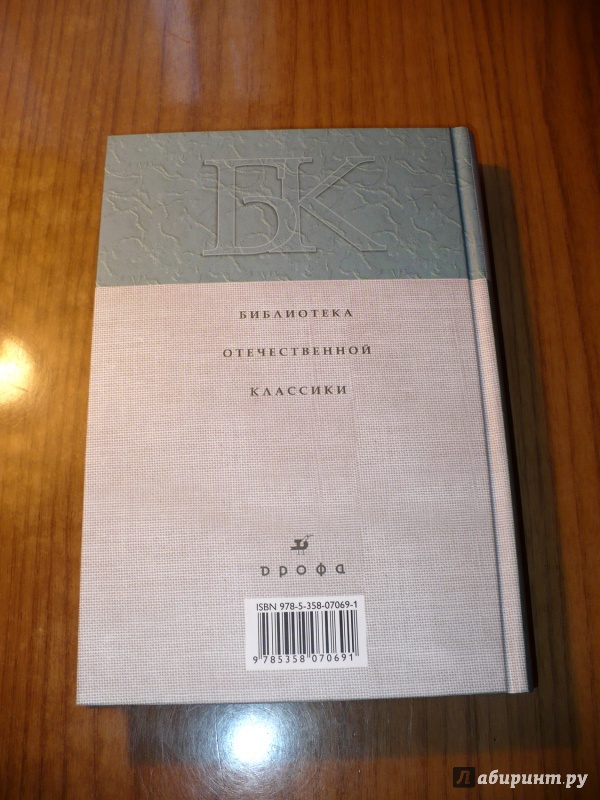 БК
БИБЛИОТЕКА
ОТЕЧЕСТВЕННОЙ
КЛАССИКИ
дрофа
ISBN 978-5-358-07069-1
9 785358 070691
Лабиринт.ру